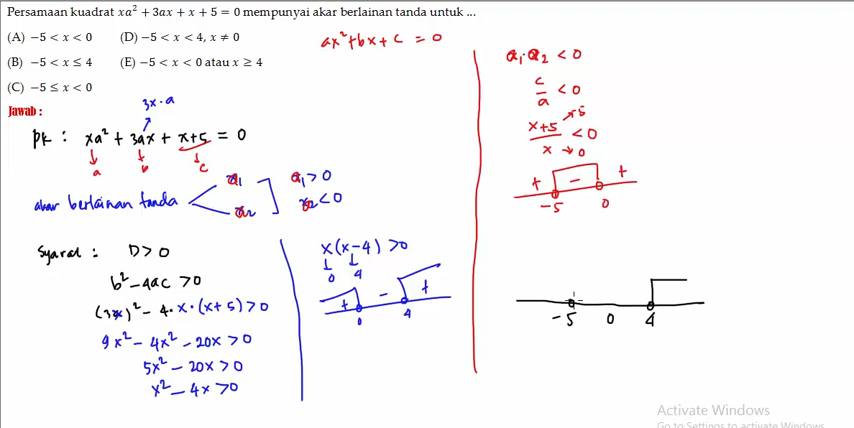 Persamaan kuadrat xa² + 3ax + x + 5 = 0 mempunyai akar berlainan tanda untuk ...
(A) −5 < x < 0 (D) −5 < x < 4, x ≠ 0
(B) −5 < x ≤ 4 (E) −5 < x < 0 atau x ≥ 4
(C) −5 ≤ x < 0
Jawab :
ax² + bx + c = 0
3x · a
PK : xa² + 3ax + x+5 = 0
a b c
akar berlainan tanda
a₁ a₁ > 0
a₂ x₂ < 0
Syarat : D > 0
b² − 4ac > 0
(3x)² − 4 · x · (x + 5) > 0
9x² − 4x² − 20x > 0
5x² − 20x > 0
x² − 4x > 0
x(x − 4) > 0
0 4
+ − +
0 4
a₁ · a₂ < 0
c/a < 0
x+5 → −5
/x → 0 < 0
+ − +
−5 0
−5 0 4
Activate Windows
Go to Settings to activate Windows.